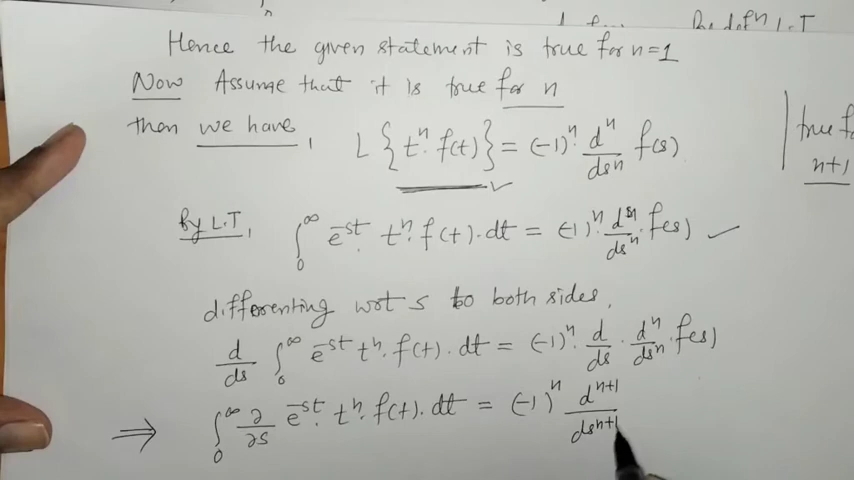 Hence the given statement is true for n=1
Now Assume that it is true for n
then we have, L{tⁿ. f(t)} = (-1)ⁿ. dⁿ/dsⁿ f(s)
true fo
n+1
by L.T, ∫₀^∞ e^-st. tⁿ. f(t). dt = (-1)ⁿ. dⁿ/dsⁿ. f(s)
differenting wrt s to both sides,
d/ds ∫₀^∞ e^-st tⁿ. f(t). dt = (-1)ⁿ. d/ds . dⁿ/dsⁿ. f(s)
⇒ ∫₀^∞ ∂/∂s e^-st. tⁿ. f(t). dt = (-1)ⁿ d^n+1/ds^n+1